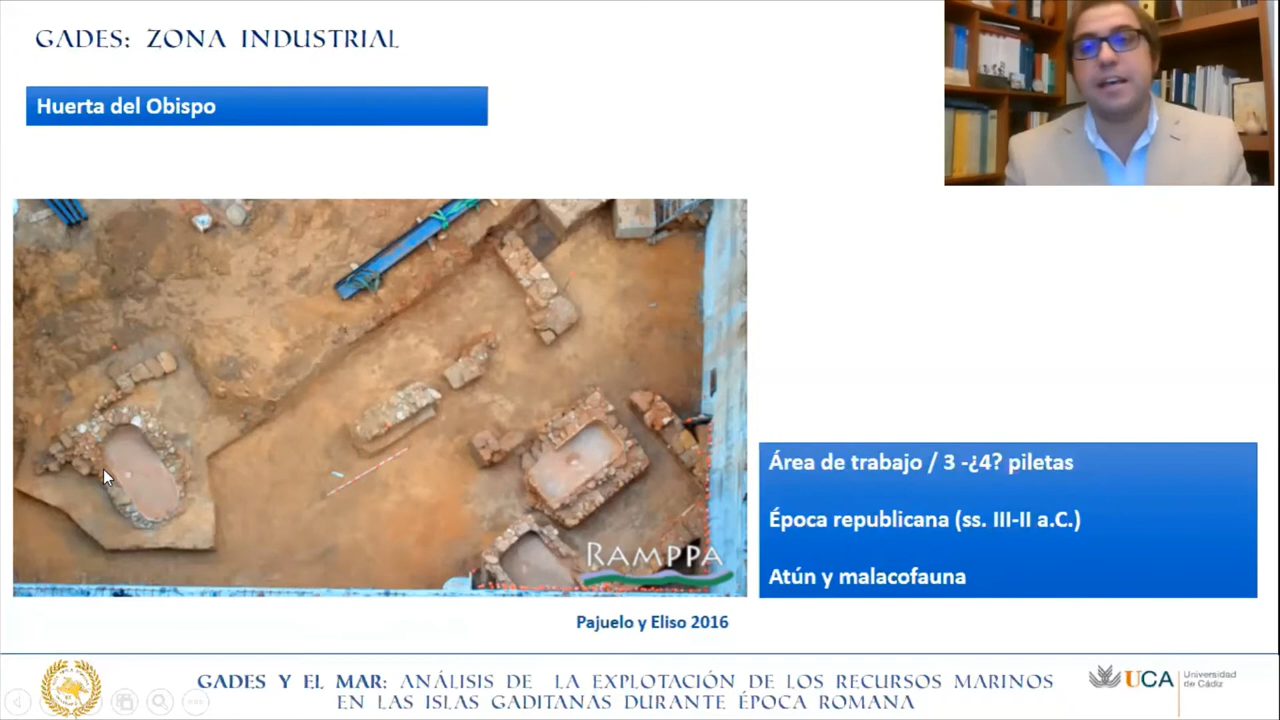 GADES: ZONA INDUSTRIAL
Huerta del Obispo
RAMPPA
Área de trabajo / 3 -¿4? piletas
Época republicana (ss. III-II a.C.)
Atún y malacofauna
Pajuelo y Eliso 2016
GADES Y EL MAR: ANÁLISIS DE LA EXPLOTACIÓN DE LOS RECURSOS MARINOS
EN LAS ISLAS GADITANAS DURANTE ÉPOCA ROMANA
UCA
Universidad
de Cádiz